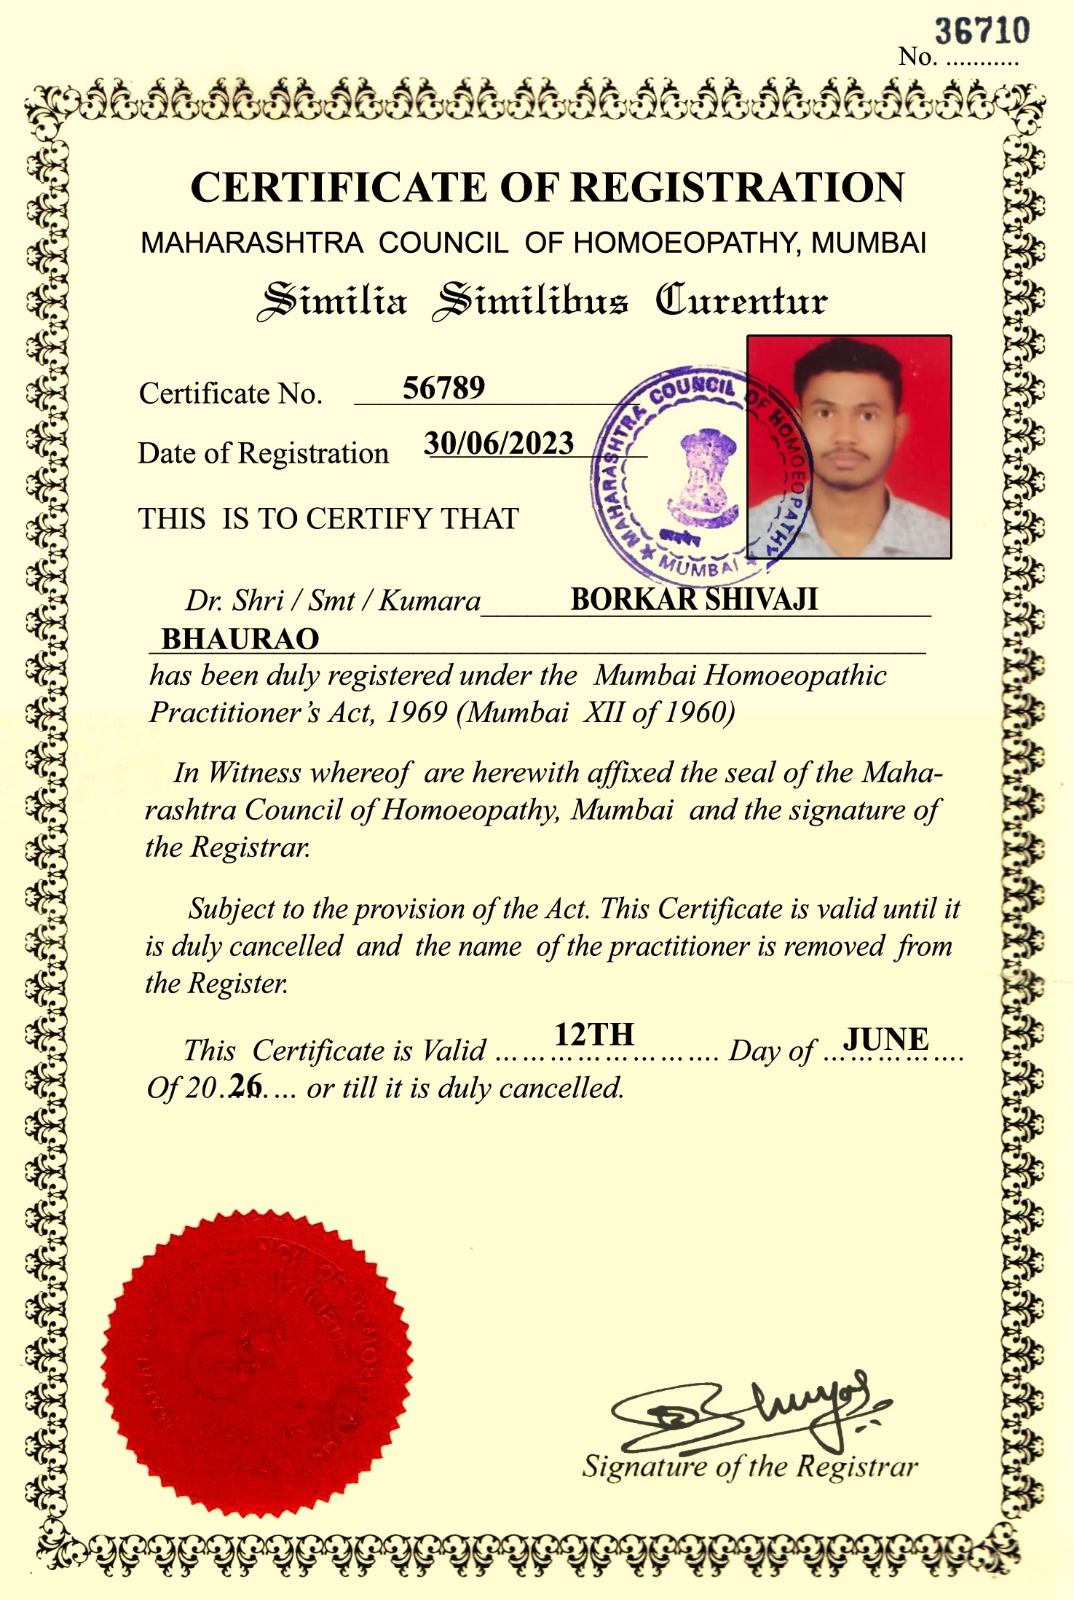 36710
No. ...........
CERTIFICATE OF REGISTRATION
MAHARASHTRA COUNCIL OF HOMOEOPATHY, MUMBAI
Similia Similibus Curentur
Certificate No. 56789
Date of Registration 30/06/2023
MAHARASHTRA COUNCIL OF HOMOEOPATHY
★ MUMBAI ★
THIS IS TO CERTIFY THAT
Dr. Shri / Smt / Kumara BORKAR SHIVAJI
BHAURAO
has been duly registered under the Mumbai Homoeopathic
Practitioner's Act, 1969 (Mumbai XII of 1960)
In Witness whereof are herewith affixed the seal of the Maha-
rashtra Council of Homoeopathy, Mumbai and the signature of
the Registrar.
Subject to the provision of the Act. This Certificate is valid until it
is duly cancelled and the name of the practitioner is removed from
the Register.
This Certificate is Valid ... 12TH ... Day of ... JUNE ...
Of 20..26.... or till it is duly cancelled.
Signature of the Registrar